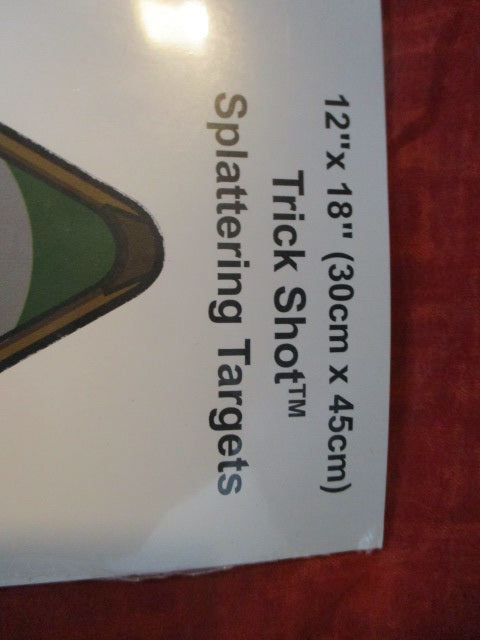 12"x 18" (30cm x 45cm)
Trick Shot™
Splattering Targets